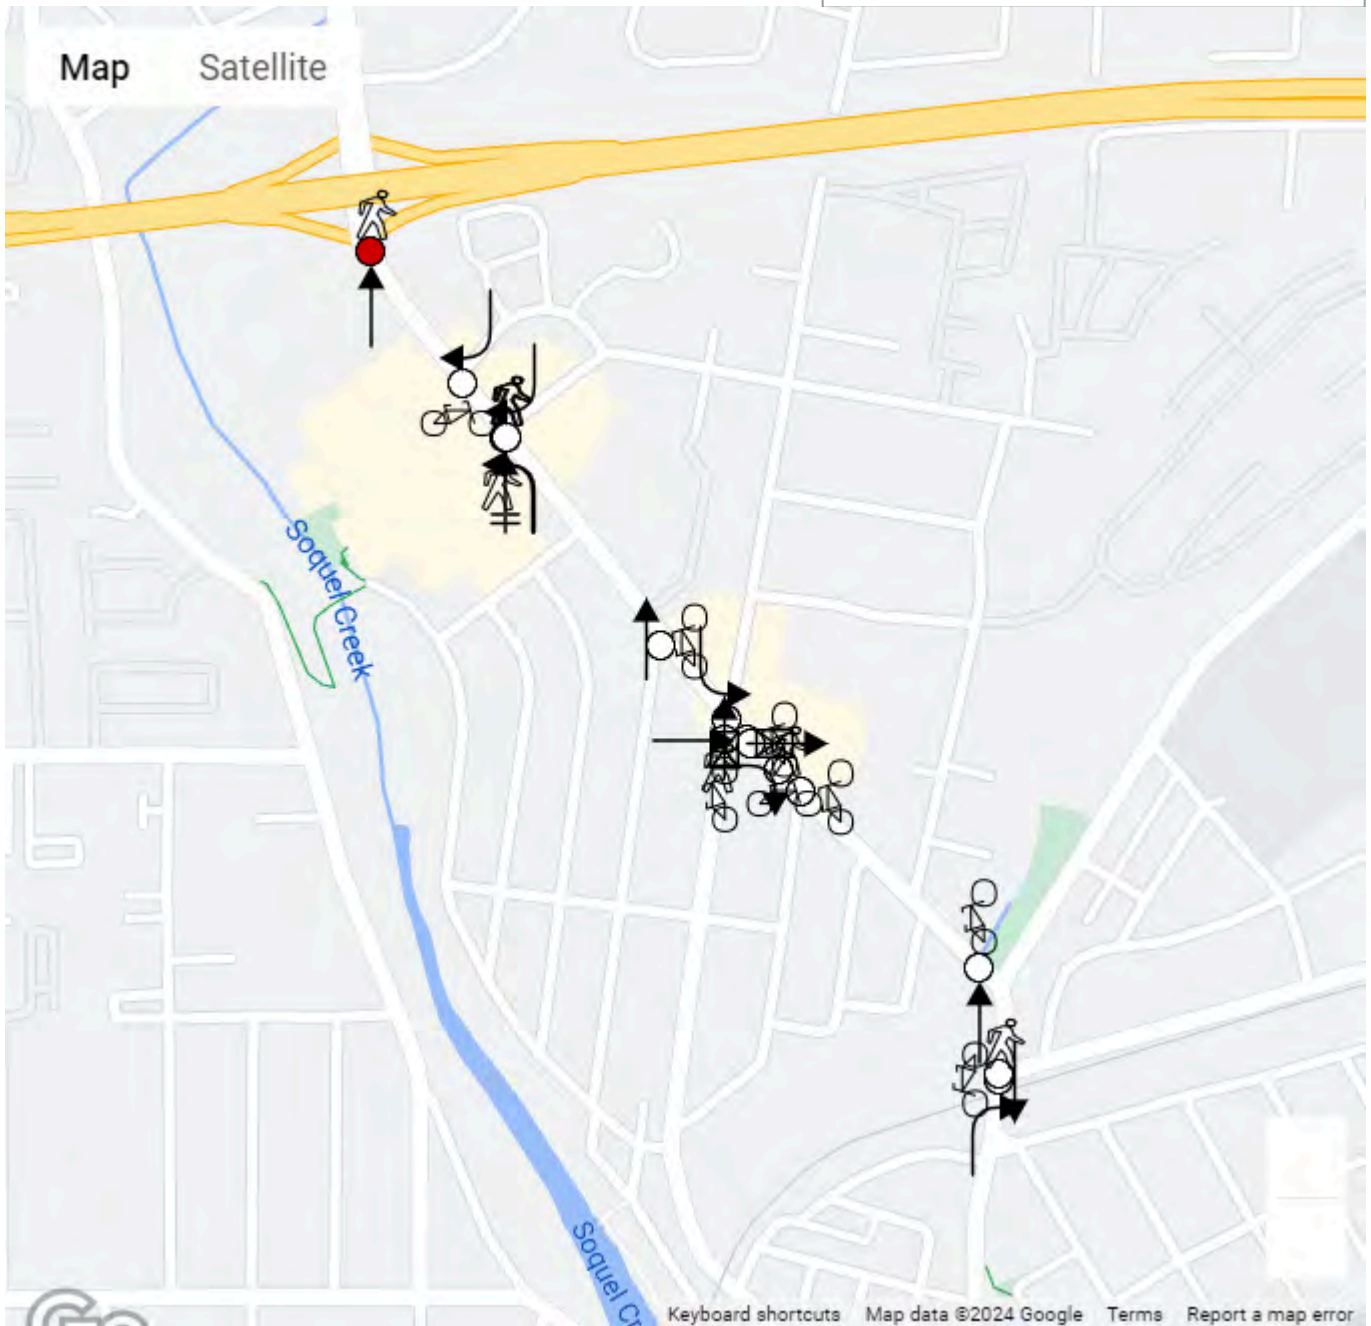 Map Satellite
Soquel Creek
Soquel Cr
Keyboard shortcuts Map data ©2024 Google Terms Report a map error